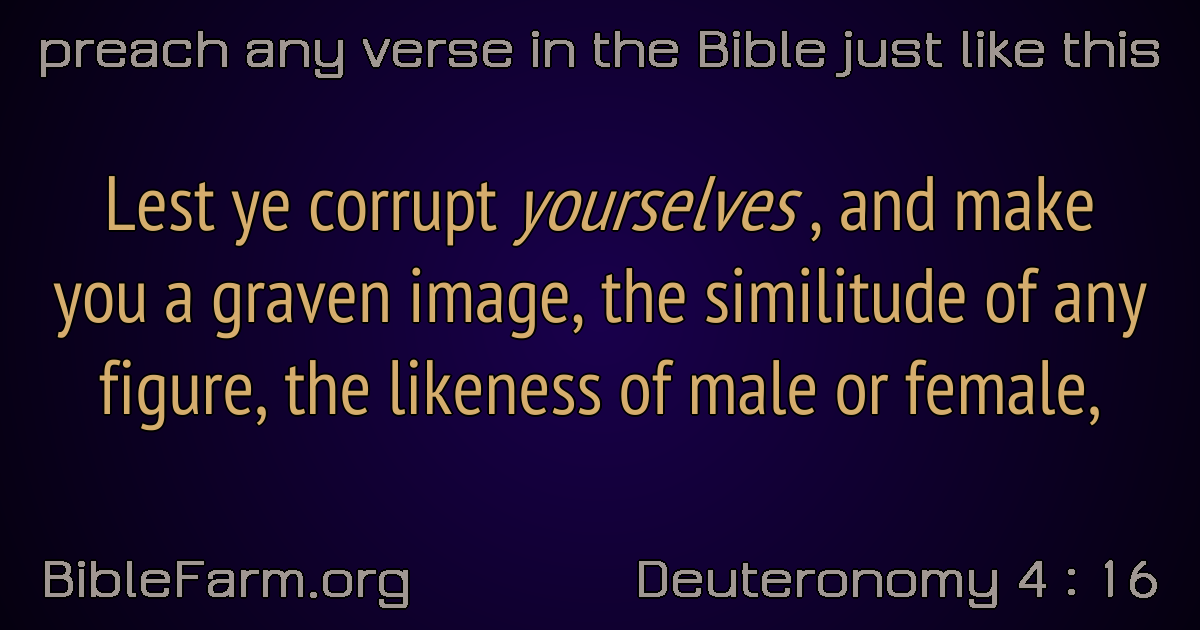 preach any verse in the Bible just like this
Lest ye corrupt yourselves , and make
you a graven image, the similitude of any
figure, the likeness of male or female,
BibleFarm.org
Deuteronomy 4 : 16